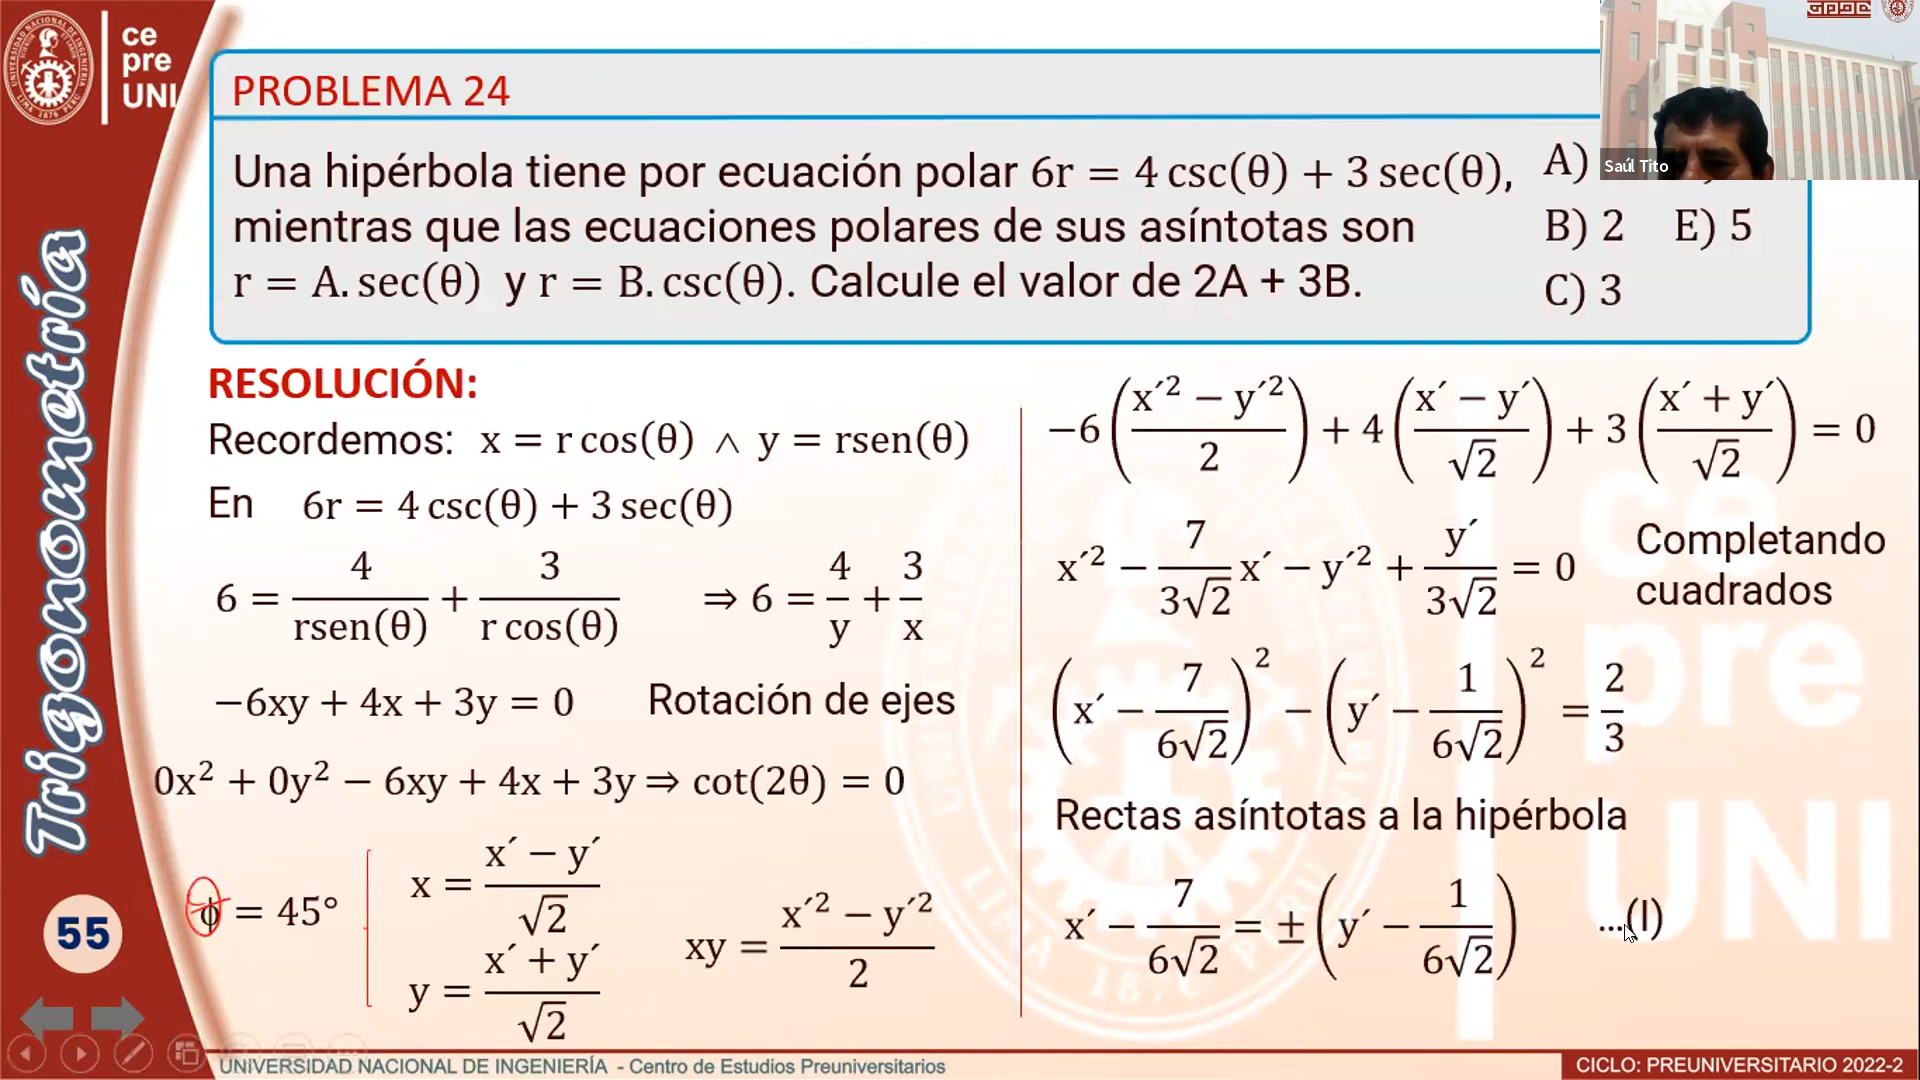 ce
pre
UNI
PROBLEMA 24
Una hipérbola tiene por ecuación polar 6r = 4 csc(θ) + 3 sec(θ),
mientras que las ecuaciones polares de sus asíntotas son
r = A. sec(θ) y r = B. csc(θ). Calcule el valor de 2A + 3B.
A)
B) 2 E) 5
C) 3
Saúl Tito
Trigonometría
55
RESOLUCIÓN:
Recordemos: x = r cos(θ) ∧ y = rsen(θ)
En 6r = 4 csc(θ) + 3 sec(θ)
6 = 4/(rsen(θ)) + 3/(r cos(θ)) ⇒ 6 = 4/y + 3/x
−6xy + 4x + 3y = 0 Rotación de ejes
0x² + 0y² − 6xy + 4x + 3y ⇒ cot(2θ) = 0
ϕ = 45°
x = (x´ − y´)/√2
y = (x´ + y´)/√2
xy = (x´² − y´²)/2
−6((x´² − y´²)/2) + 4((x´ − y´)/√2) + 3((x´ + y´)/√2) = 0
x´² − 7/(3√2) x´ − y´² + y´/(3√2) = 0 Completando
cuadrados
(x´ − 7/(6√2))² − (y´ − 1/(6√2))² = 2/3
Rectas asíntotas a la hipérbola
x´ − 7/(6√2) = ±(y´ − 1/(6√2)) ...(I)
UNIVERSIDAD NACIONAL DE INGENIERÍA - Centro de Estudios Preuniversitarios
CICLO: PREUNIVERSITARIO 2022-2